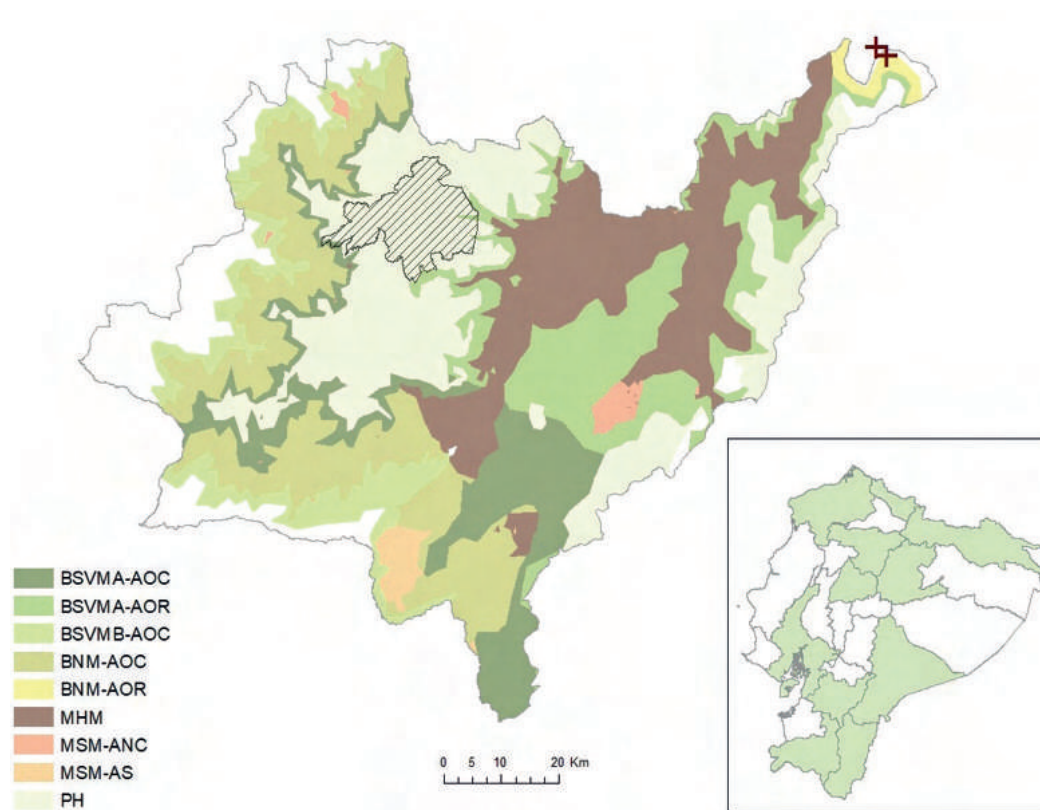 BSVMA-AOC
BSVMA-AOR
BSVMB-AOC
BNM-AOC
BNM-AOR
MHM
MSM-ANC
MSM-AS
PH
0 5 10 20 Km